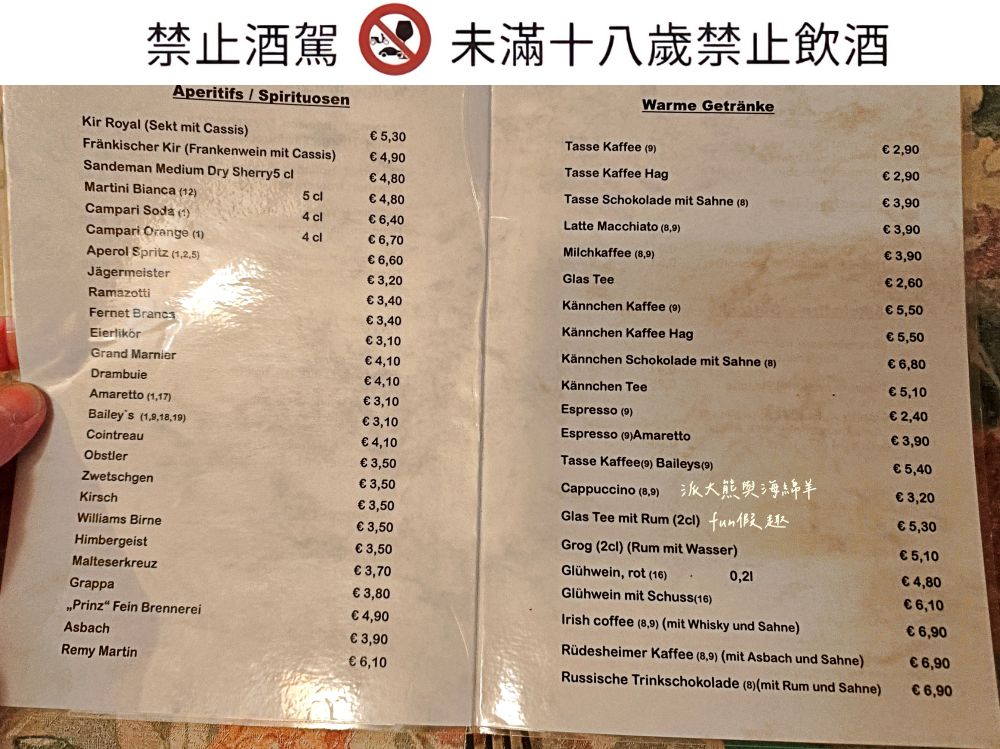 禁止酒駕 未滿十八歲禁止飲酒
Aperitifs / Spirituosen
Kir Royal (Sekt mit Cassis) € 5,30
Fränkischer Kir (Frankenwein mit Cassis) € 4,90
Sandeman Medium Dry Sherry5 cl € 4,80
Martini Bianca (12) 5 cl € 4,80
Campari Soda (1) 4 cl € 6,40
Campari Orange (1) 4 cl € 6,70
Aperol Spritz (1,2,5) € 6,60
Jägermeister € 3,20
Ramazotti € 3,40
Fernet Branca € 3,40
Eierlikör € 3,10
Grand Marnier € 4,10
Drambuie € 4,10
Amaretto (1,17) € 3,10
Bailey`s (1,9,18,19) € 3,10
Cointreau € 4,10
Obstler € 3,50
Zwetschgen € 3,50
Kirsch € 3,50
Williams Birne € 3,50
Himbergeist € 3,50
Malteserkreuz € 3,70
Grappa € 3,80
„Prinz“ Fein Brennerei € 4,90
Asbach € 3,90
Remy Martin € 6,10
Warme Getränke
Tasse Kaffee (9) € 2,90
Tasse Kaffee Hag € 2,90
Tasse Schokolade mit Sahne (8) € 3,90
Latte Macchiato (8,9) € 3,90
Milchkaffee (8,9) € 3,90
Glas Tee € 2,60
Kännchen Kaffee (9) € 5,50
Kännchen Kaffee Hag € 5,50
Kännchen Schokolade mit Sahne (8) € 6,80
Kännchen Tee € 5,10
Espresso (9) € 2,40
Espresso (9)Amaretto € 3,90
Tasse Kaffee(9) Baileys(9) € 5,40
Cappuccino (8,9) € 3,20
派大熊與海綿羊
Glas Tee mit Rum (2cl) € 5,30
fun假趣
Grog (2cl) (Rum mit Wasser) € 5,10
Glühwein, rot (16) 0,2l € 4,80
Glühwein mit Schuss(16) € 6,10
Irish coffee (8,9) (mit Whisky und Sahne) € 6,90
Rüdesheimer Kaffee (8,9) (mit Asbach und Sahne) € 6,90
Russische Trinkschokolade (8)(mit Rum und Sahne) € 6,90